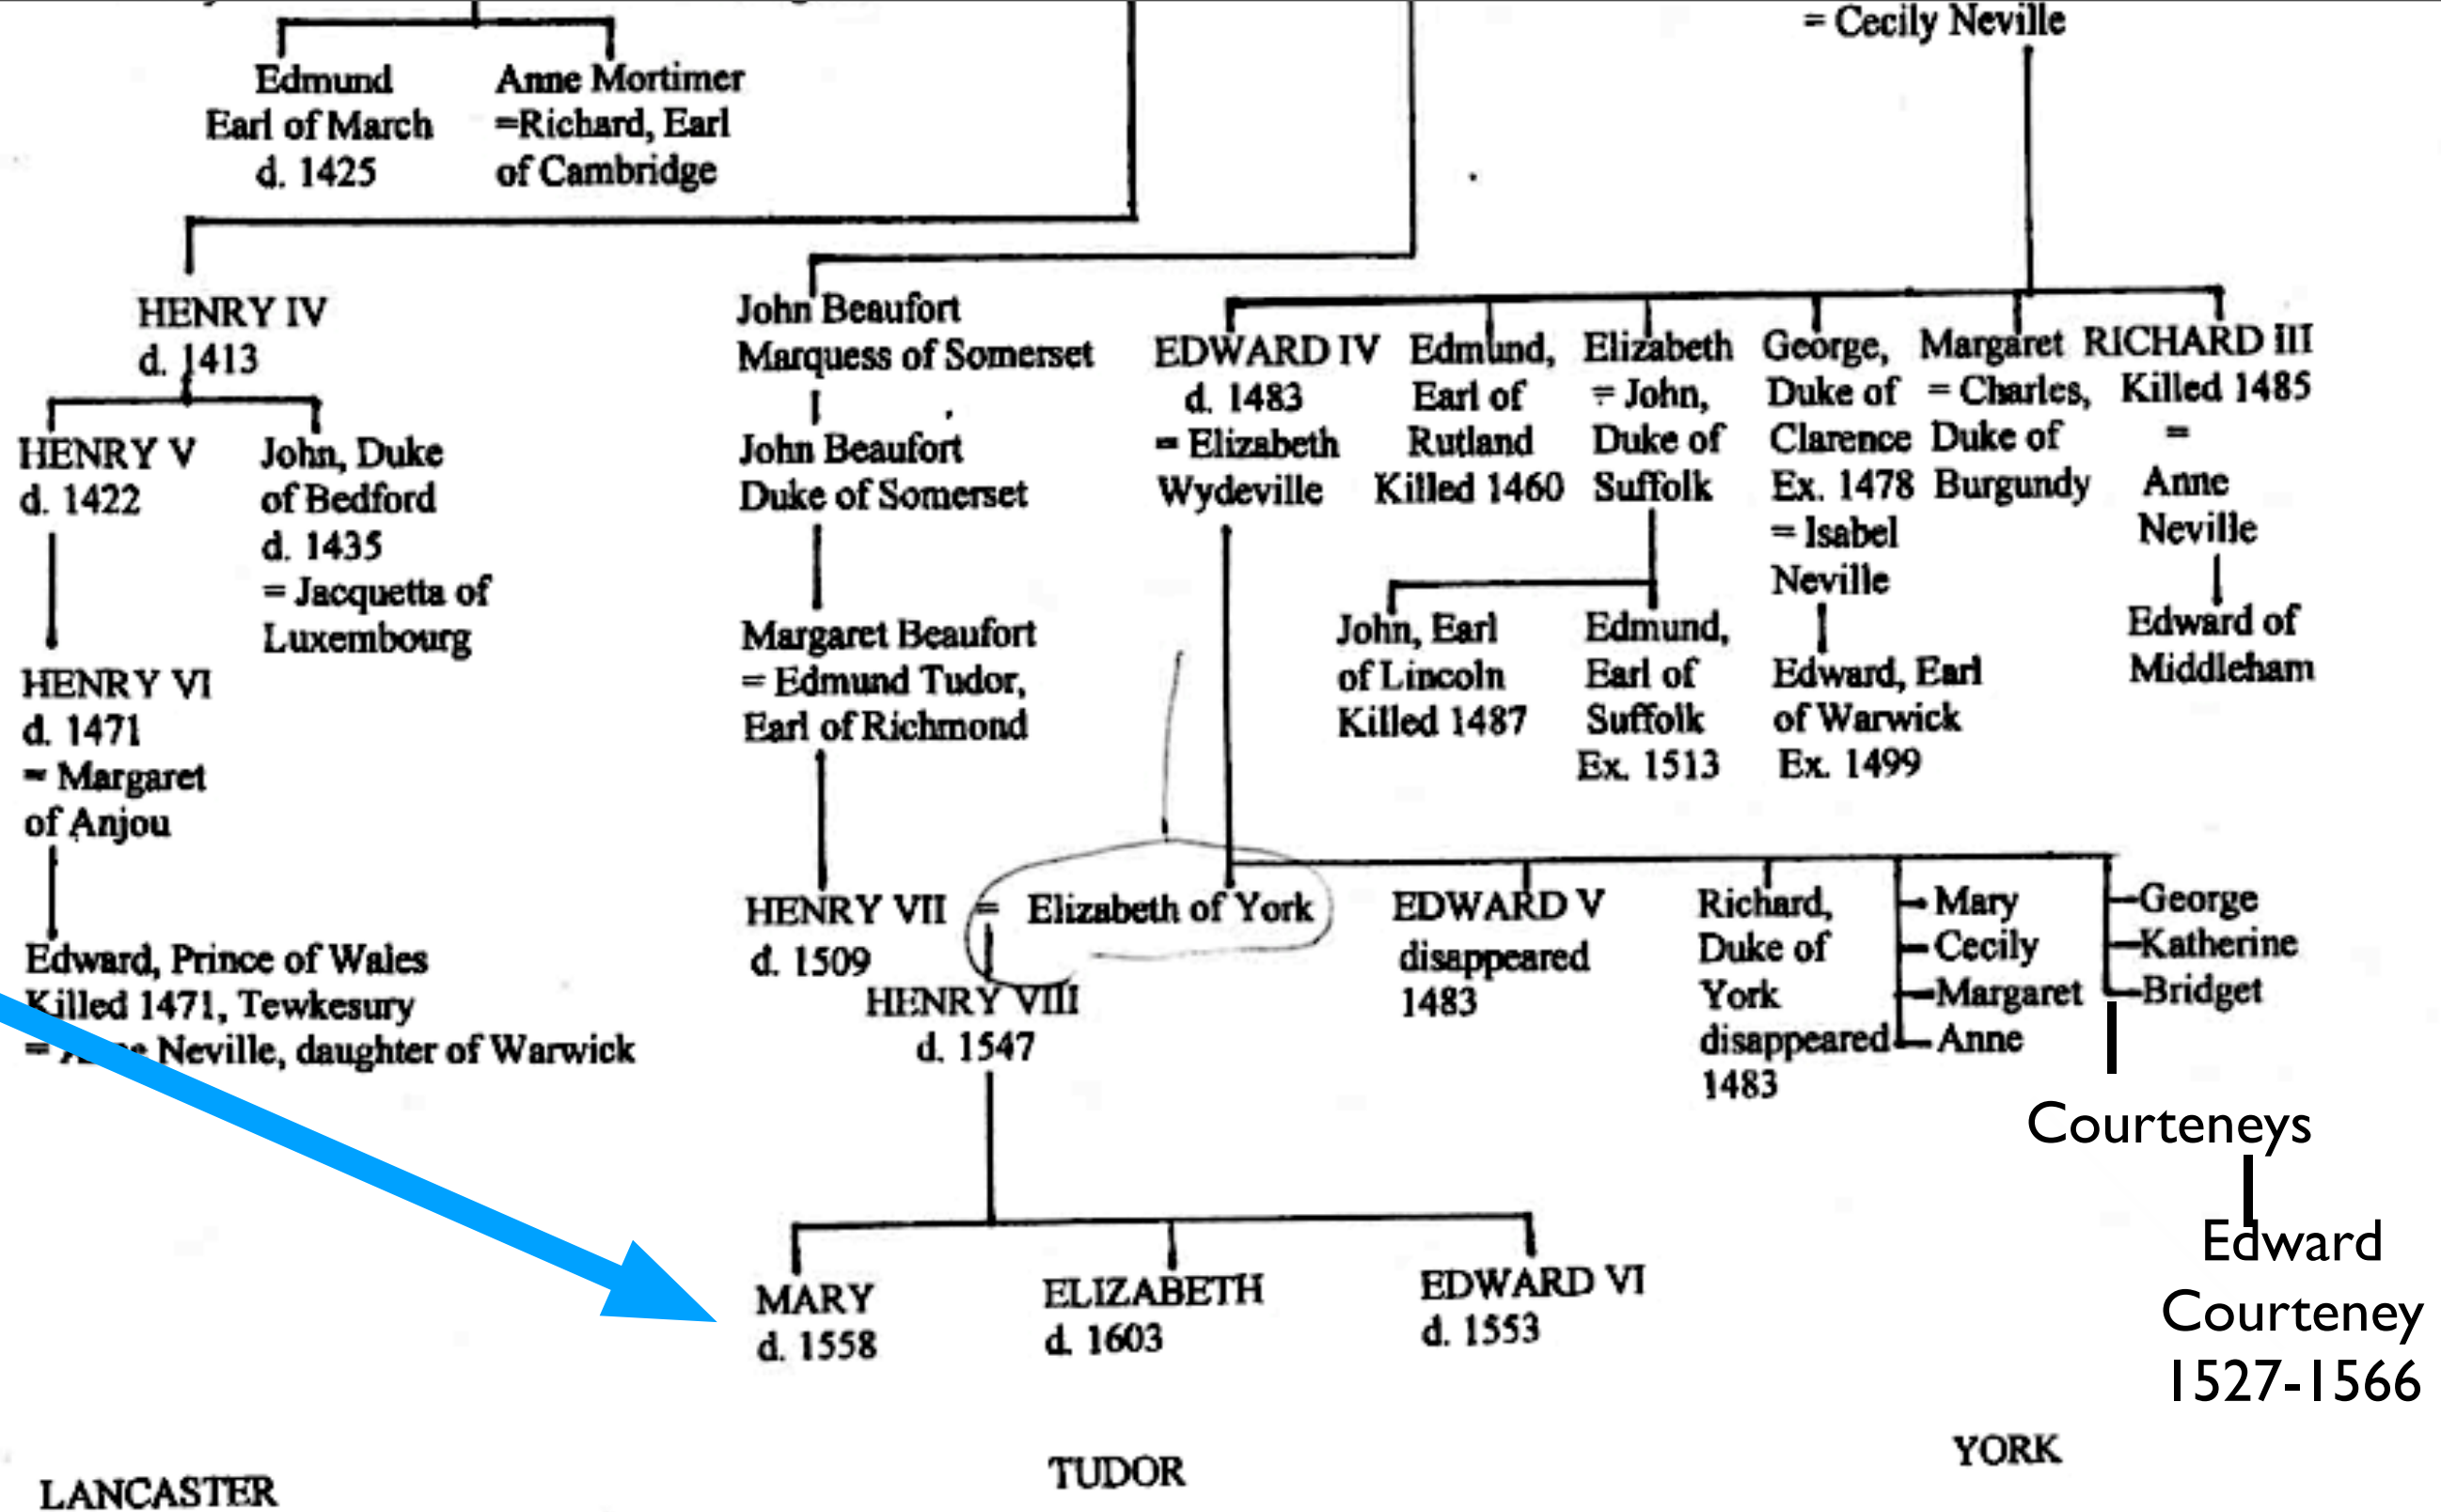 = Cecily Neville
Edmund
Earl of March
d. 1425
Anne Mortimer
=Richard, Earl
of Cambridge
HENRY IV
d. 1413
HENRY V
d. 1422
John, Duke
of Bedford
d. 1435
= Jacquetta of
Luxembourg
HENRY VI
d. 1471
= Margaret
of Anjou
Edward, Prince of Wales
Killed 1471, Tewkesury
= Neville, daughter of Warwick
John Beaufort
Marquess of Somerset
John Beaufort
Duke of Somerset
Margaret Beaufort
= Edmund Tudor,
Earl of Richmond
EDWARD IV
d. 1483
= Elizabeth
Wydeville
Edmund,
Earl of
Rutland
Killed 1460
Elizabeth
= John,
Duke of
Suffolk
George,
Duke of
Clarence
Ex. 1478
= Isabel
Neville
Margaret
= Charles,
Duke of
Burgundy
RICHARD III
Killed 1485
=
Anne
Neville
John, Earl
of Lincoln
Killed 1487
Edmund,
Earl of
Suffolk
Ex. 1513
Edward, Earl
of Warwick
Ex. 1499
Edward of
Middleham
HENRY VII = Elizabeth of York
d. 1509
EDWARD V
disappeared
1483
Richard,
Duke of
York
disappeared
1483
Mary
Cecily
Margaret
Anne
George
Katherine
Bridget
HENRY VIII
d. 1547
Courteneys
Edward
Courteney
1527-1566
MARY
d. 1558
ELIZABETH
d. 1603
EDWARD VI
d. 1553
LANCASTER
TUDOR
YORK